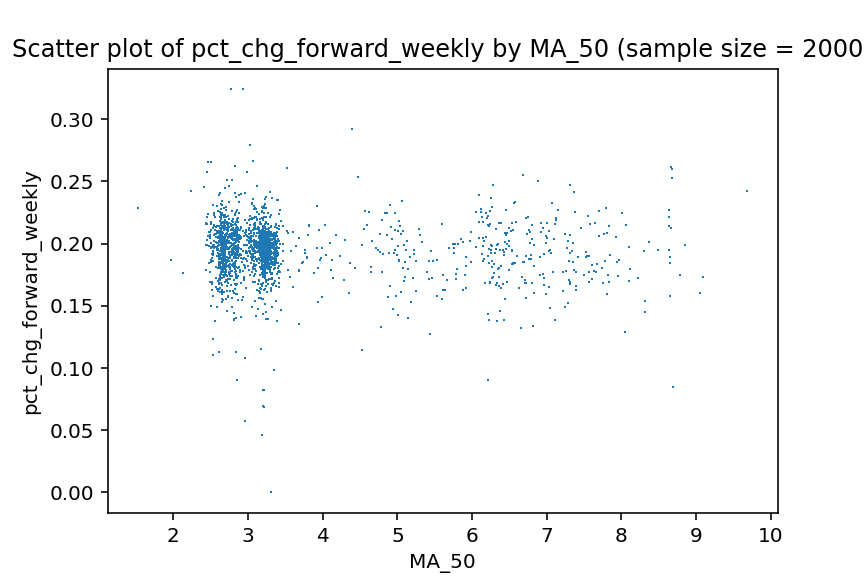 Scatter plot of pct_chg_forward_weekly by MA_50 (sample size = 2000
0.30
0.25
0.20
0.15
0.10
0.05
0.00
pct_chg_forward_weekly
2 3 4 5 6 7 8 9 10
MA_50